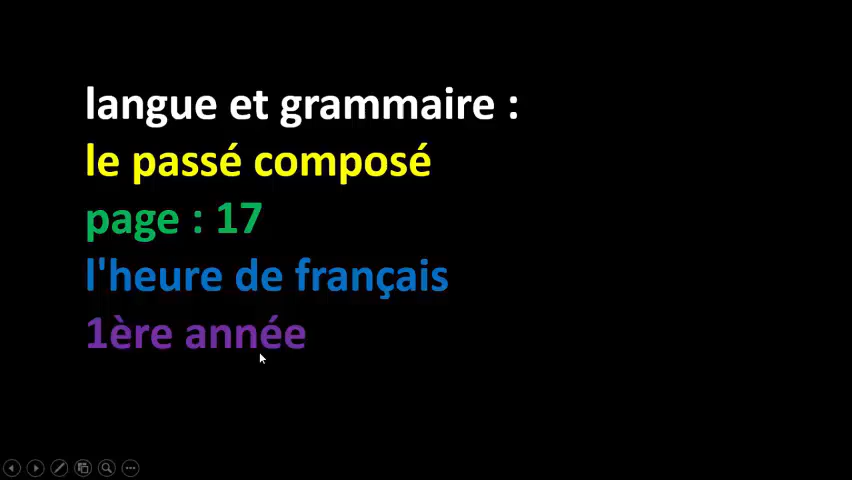 langue et grammaire :
le passé composé
page : 17
l'heure de français
1ère année